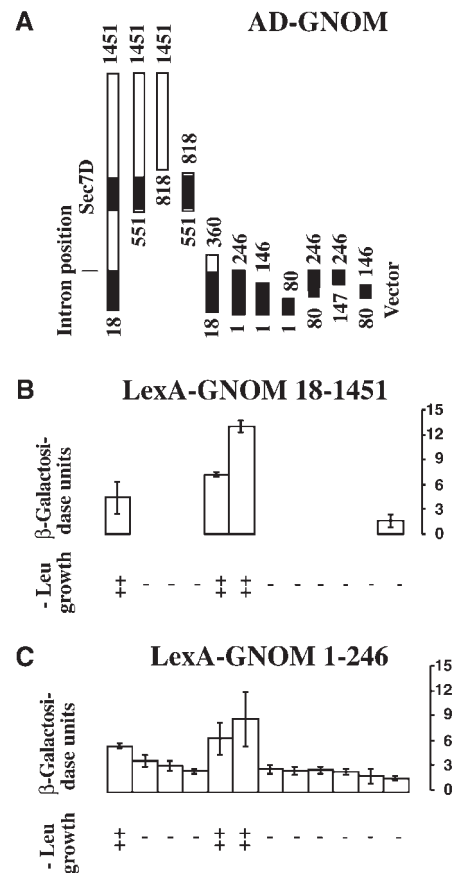 A
AD-GNOM
1451 1451 1451
818
Sec7D
551 818 551
360 246 146 80 246 246 146
Intron position
18 18 1 1 1 80 147 80
Vector
B
LexA-GNOM 18-1451
β-Galactosi-
dase units
15
12
9
6
3
0
- Leu
growth
++ - - - ++ ++ - - - - - -
C
LexA-GNOM 1-246
β-Galactosi-
dase units
15
12
9
6
3
0
- Leu
growth
++ - - - ++ ++ - - - - - -